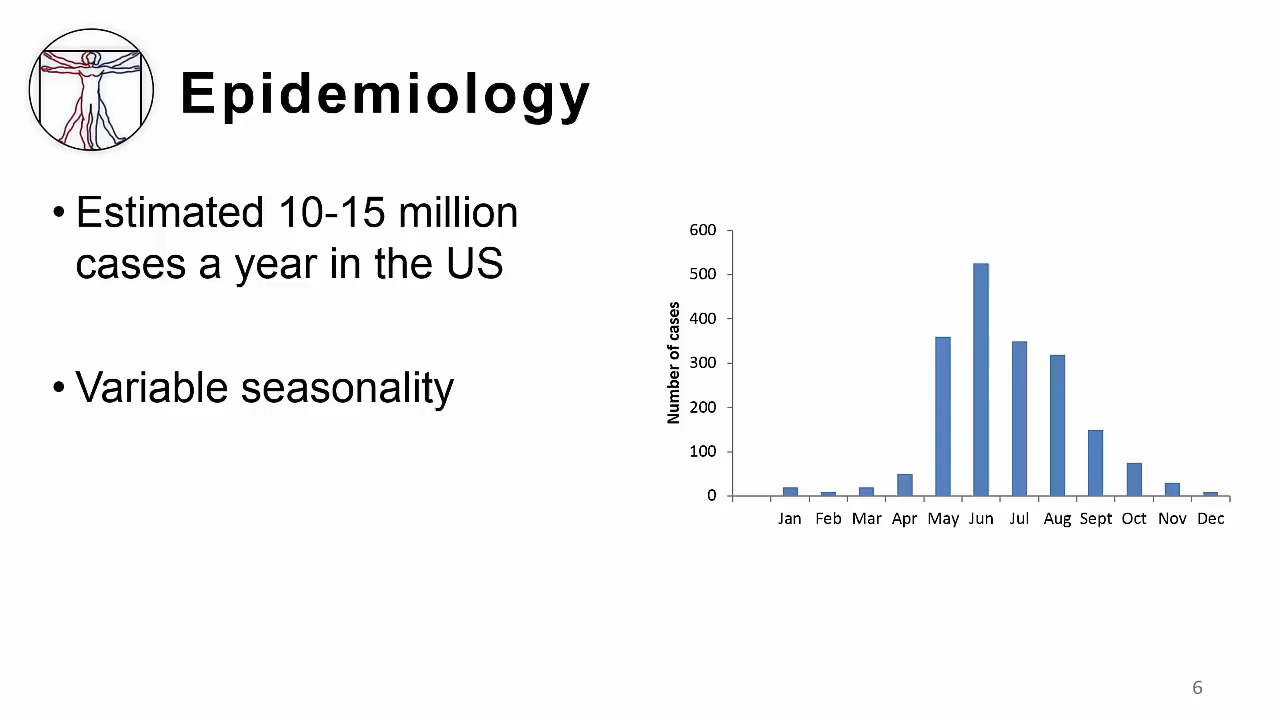 Epidemiology
• Estimated 10-15 million
cases a year in the US
• Variable seasonality
600
500
400
300
200
100
0
Number of cases
Jan Feb Mar Apr May Jun Jul Aug Sept Oct Nov Dec
6